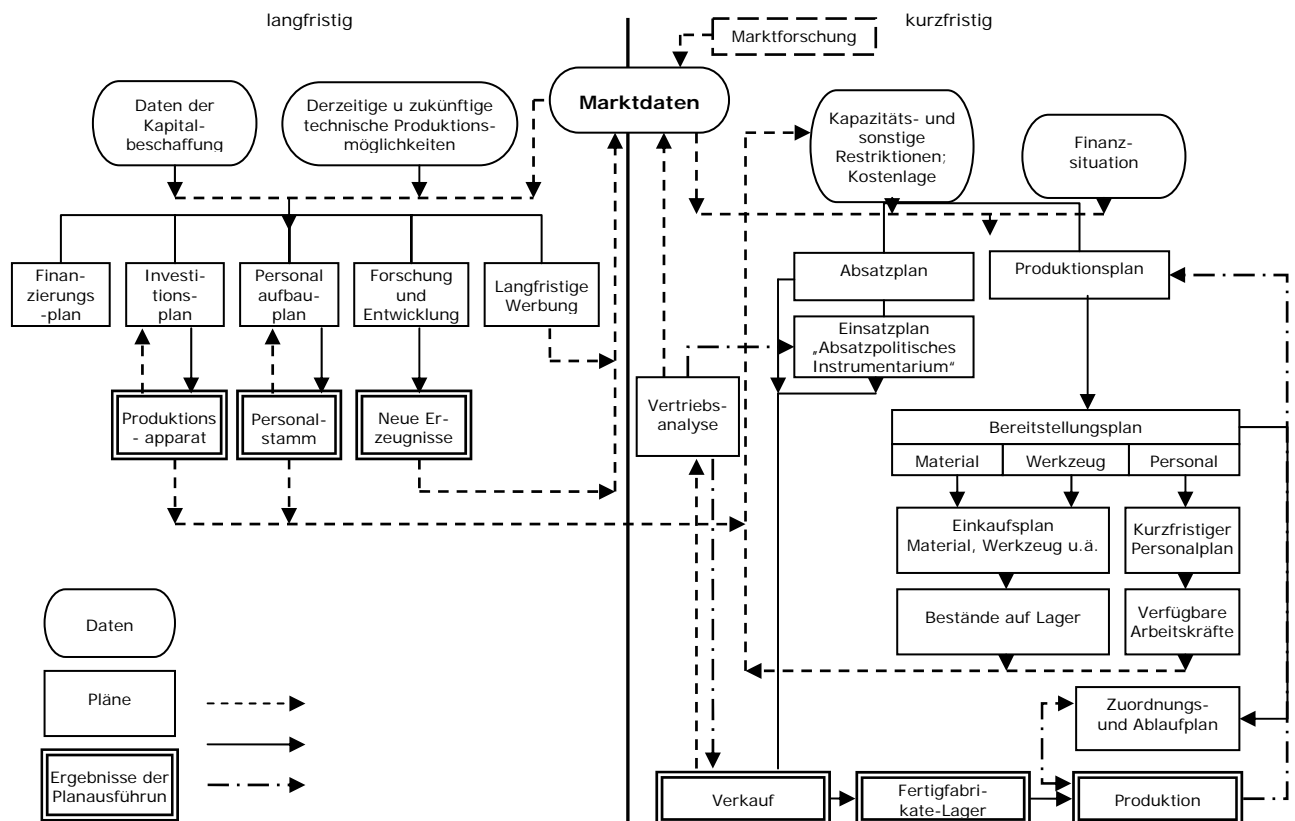 langfristig
kurzfristig
Marktforschung
Marktdaten
Daten der
Kapital-
beschaffung
Derzeitige u zukünftige
technische Produktions-
möglichkeiten
Kapazitäts- und
sonstige
Restriktionen;
Kostenlage
Finanz-
situation
Finan-
zierungs
-plan
Investi-
itions-
plan
Personal
aufbau-
plan
Forschung
und
Entwicklung
Langfristige
Werbung
Absatzplan
Produktionsplan
Einsatzplan
„Absatzpolitisches
Instrumentarium“
Produktions
- apparat
Personal-
stamm
Neue Er-
zeugnisse
Vertriebs-
analyse
Bereitstellungsplan
Material
Werkzeug
Personal
Einkaufsplan
Material, Werkzeug u.ä.
Kurzfristiger
Personalplan
Bestände auf Lager
Verfügbare
Arbeitskräfte
Daten
Pläne
Ergebnisse der
Planausführun
Zuordnungs-
und Ablaufplan
Verkauf
Fertigfabri-
kate-Lager
Produktion